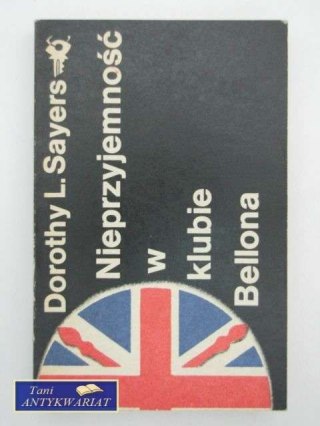 Dorothy L. Sayers
Nieprzyjemność
w
klubie
Bellona
Tani
ANTYKWARIAT